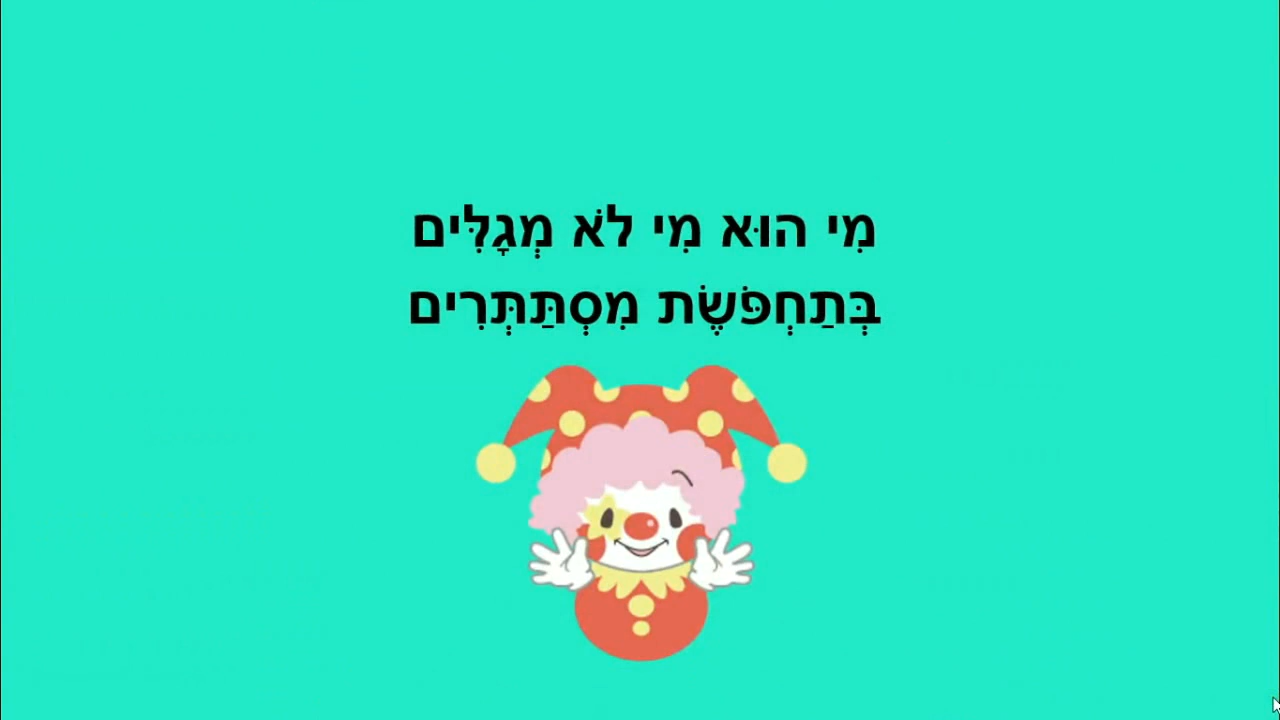 מִי הוּא מִי לֹא מְגָלִּים
בְּתַחְפֹּשֶׂת מִסְתַּתְּרִים